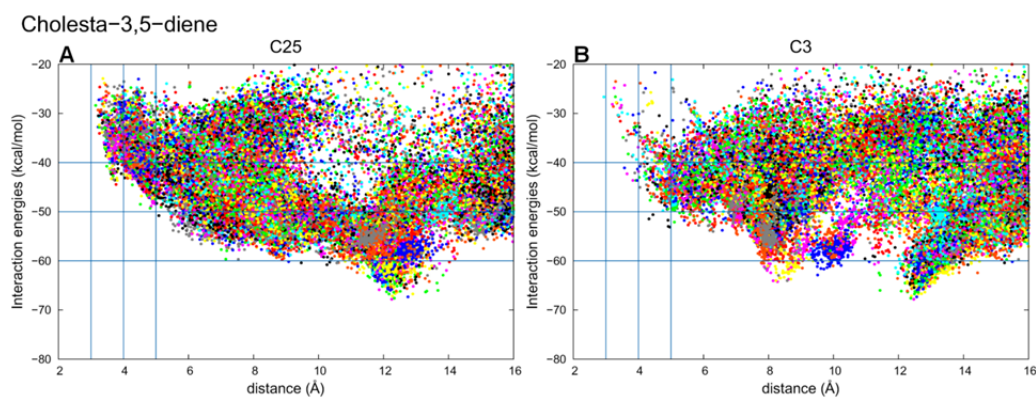 Cholesta−3,5−diene
A
C25
−20
−30
−40
−50
−60
−70
−80
2 4 6 8 10 12 14 16
Interaction energies (kcal/mol)
distance (Å)
B
C3
−20
−30
−40
−50
−60
−70
−80
2 4 6 8 10 12 14 16
Interaction energies (kcal/mol)
distance (Å)